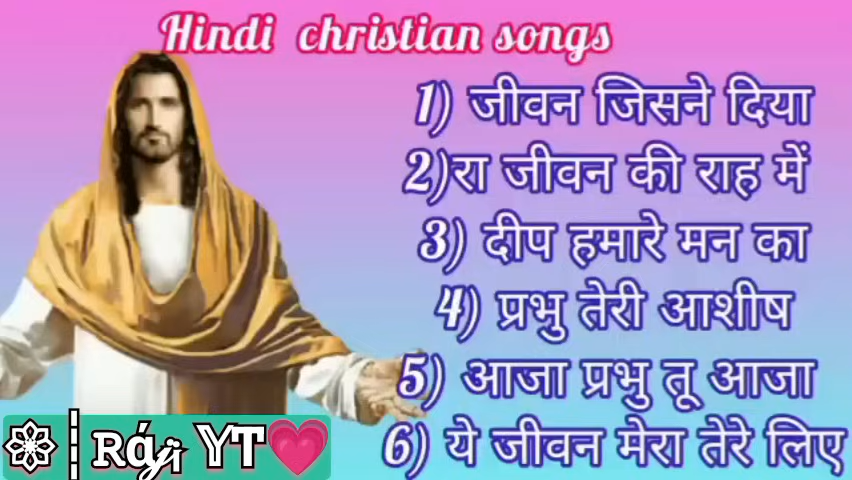 Hindi christian songs
1) जीवन जिसने दिया
2)रा जीवन की राह में
3) दीप हमारे मन का
4) प्रभु तेरी आशीष
5) आजा प्रभु तू आजा
6) ये जीवन मेरा तेरे लिए
Ráji YT